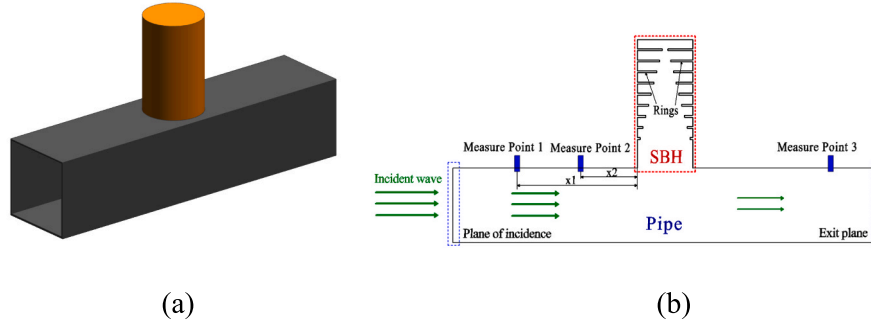 Rings
Measure Point 1
Measure Point 2
SBH
Measure Point 3
Incident wave
x2
x1
Plane of incidence
Pipe
Exit plane
(a)
(b)